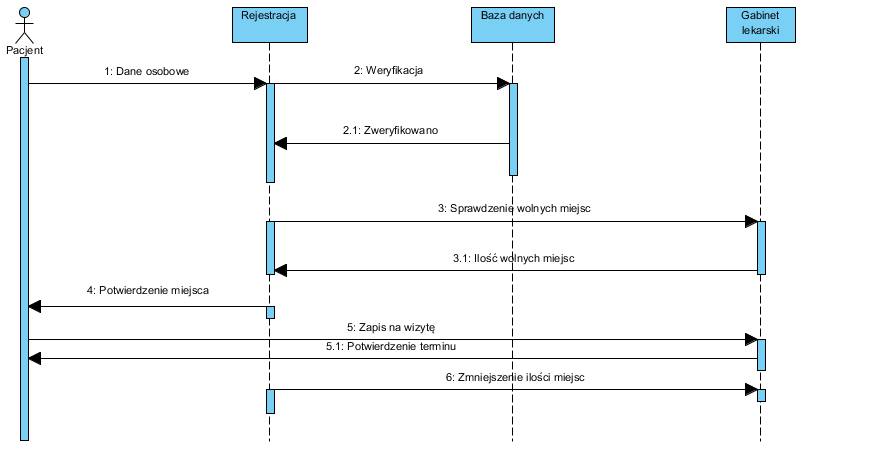 Pacjent
Rejestracja
Baza danych
Gabinet
lekarski
1: Dane osobowe
2: Weryfikacja
2.1: Zweryfikowano
3: Sprawdzenie wolnych miejsc
3.1: Ilość wolnych miejsc
4: Potwierdzenie miejsca
5: Zapis na wizytę
5.1: Potwierdzenie terminu
6: Zmniejszenie ilości miejsc